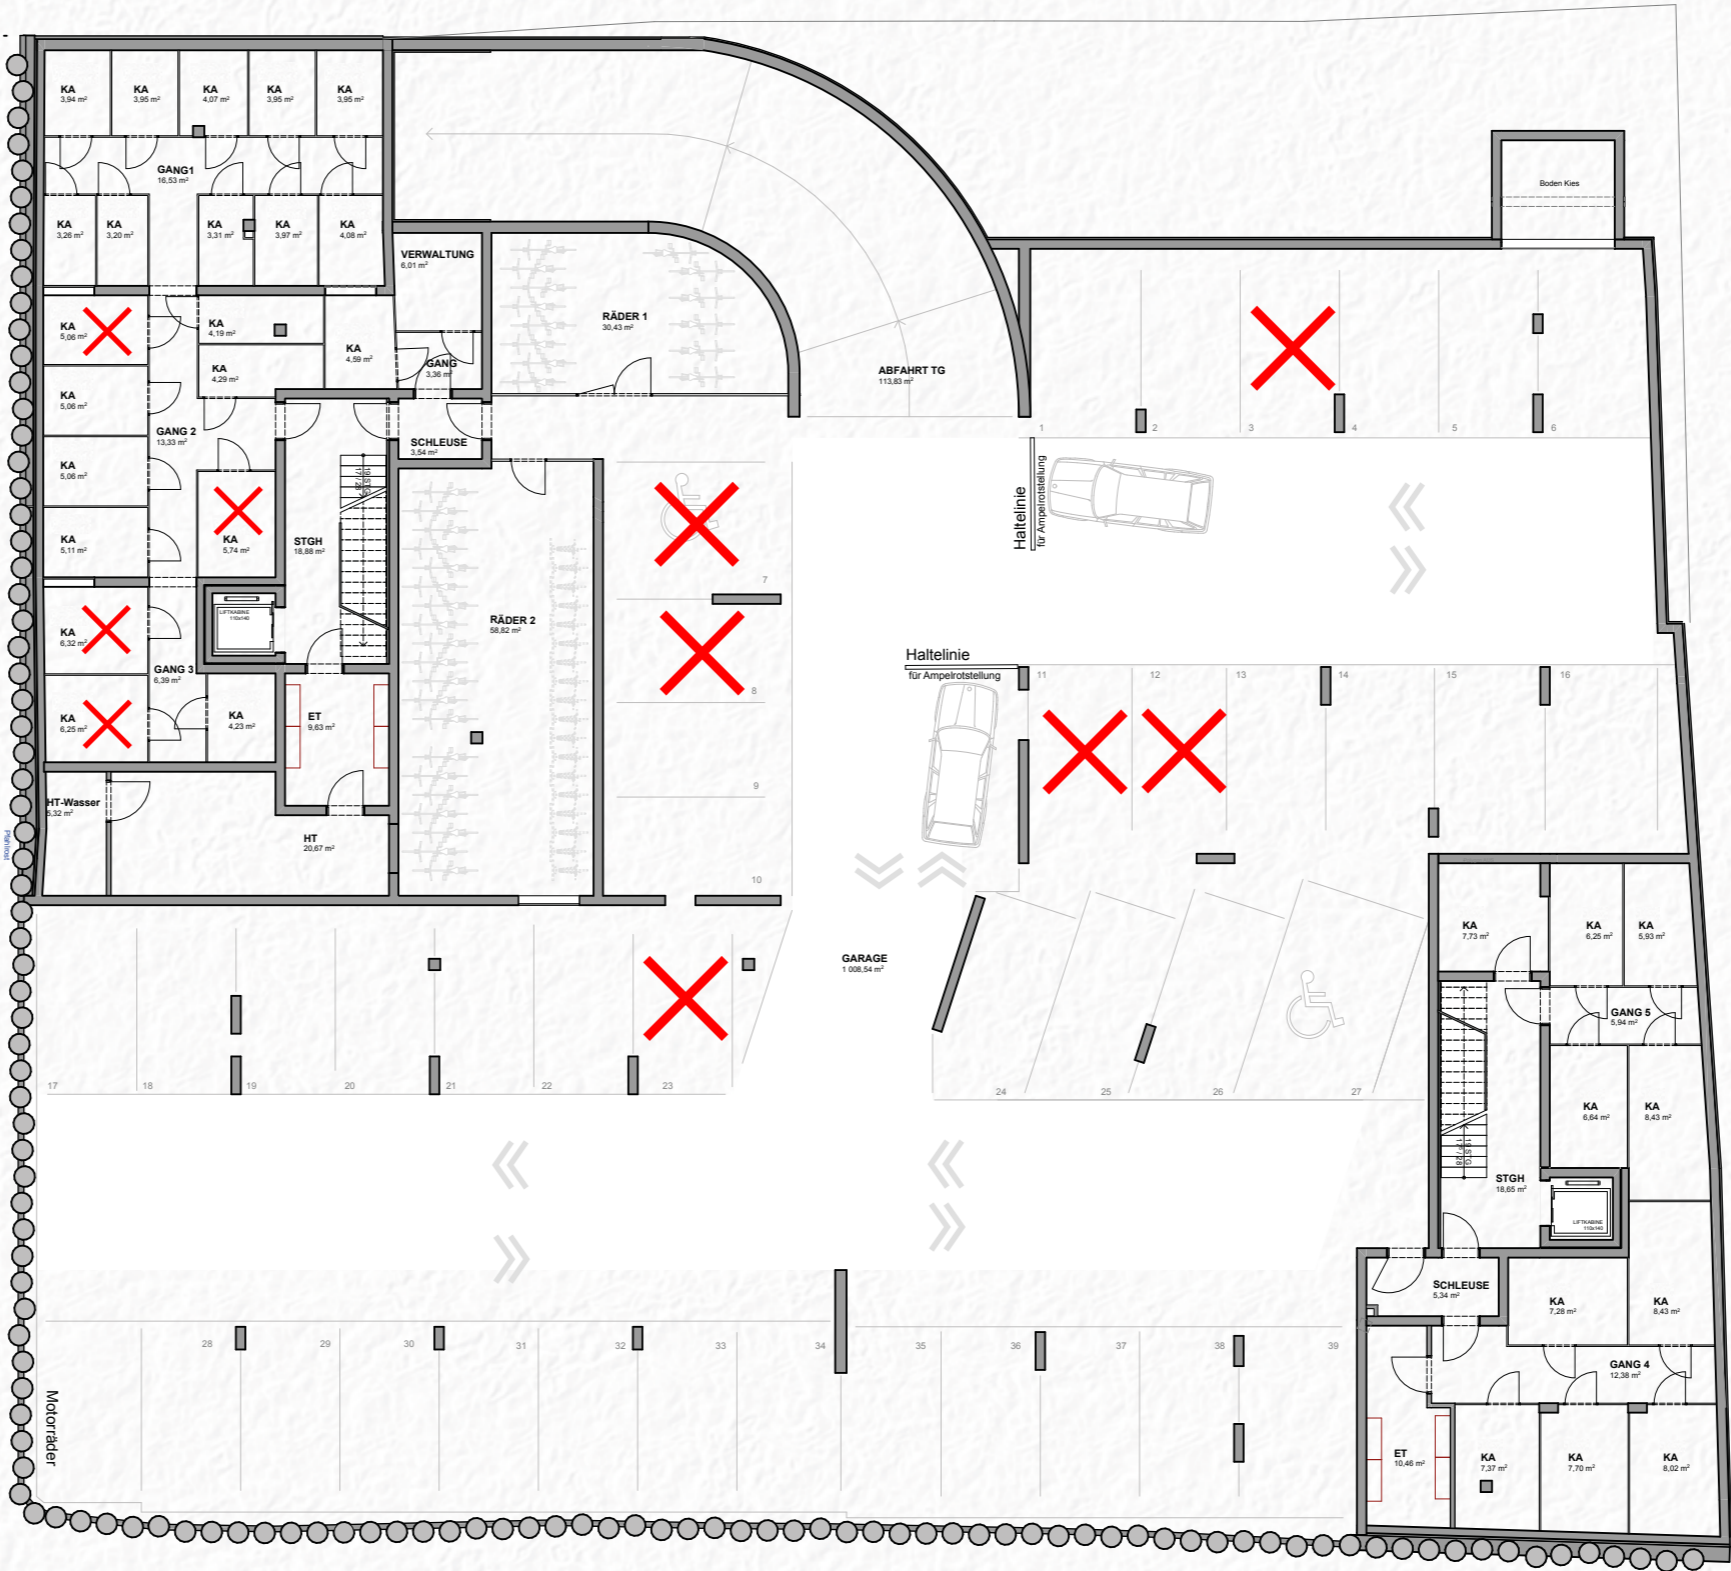 KA
3,94 m²
KA
3,95 m²
KA
4,07 m²
KA
3,95 m²
KA
3,95 m²
GANG1
16,53 m²
KA
3,26 m²
KA
3,20 m²
KA
3,31 m²
KA
3,97 m²
KA
4,08 m²
VERWALTUNG
6,01 m²
RÄDER 1
30,43 m²
ABFAHRT TG
113,83 m²
Boden Kies
KA
5,06 m²
KA
4,19 m²
KA
4,59 m²
KA
4,29 m²
GANG
3,36 m²
KA
5,06 m²
GANG 2
13,33 m²
SCHLEUSE
3,54 m²
KA
5,06 m²
KA
5,11 m²
KA
5,74 m²
STGH
18,88 m²
19 STG
LIFTKABINE
110x140
KA
6,32 m²
GANG 3
6,39 m²
KA
6,25 m²
KA
4,23 m²
ET
9,63 m²
HT-Wasser
5,32 m²
HT
20,67 m²
Pfahlrost
RÄDER 2
58,82 m²
1
2
3
4
5
6
Haltelinie
für Ampelrotstellung
7
8
9
10
Haltelinie
für Ampelrotstellung
11
12
13
14
15
16
GARAGE
1 008,54 m²
17
18
19
20
21
22
23
24
25
26
27
KA
7,73 m²
KA
6,25 m²
KA
5,93 m²
GANG 5
5,94 m²
KA
6,64 m²
KA
8,43 m²
19 STG
STGH
18,65 m²
LIFTKABINE
110x140
SCHLEUSE
5,34 m²
KA
7,28 m²
KA
8,43 m²
GANG 4
12,38 m²
ET
10,46 m²
KA
7,37 m²
KA
7,70 m²
KA
8,02 m²
28
29
30
31
32
33
34
35
36
37
38
39
Motorräder